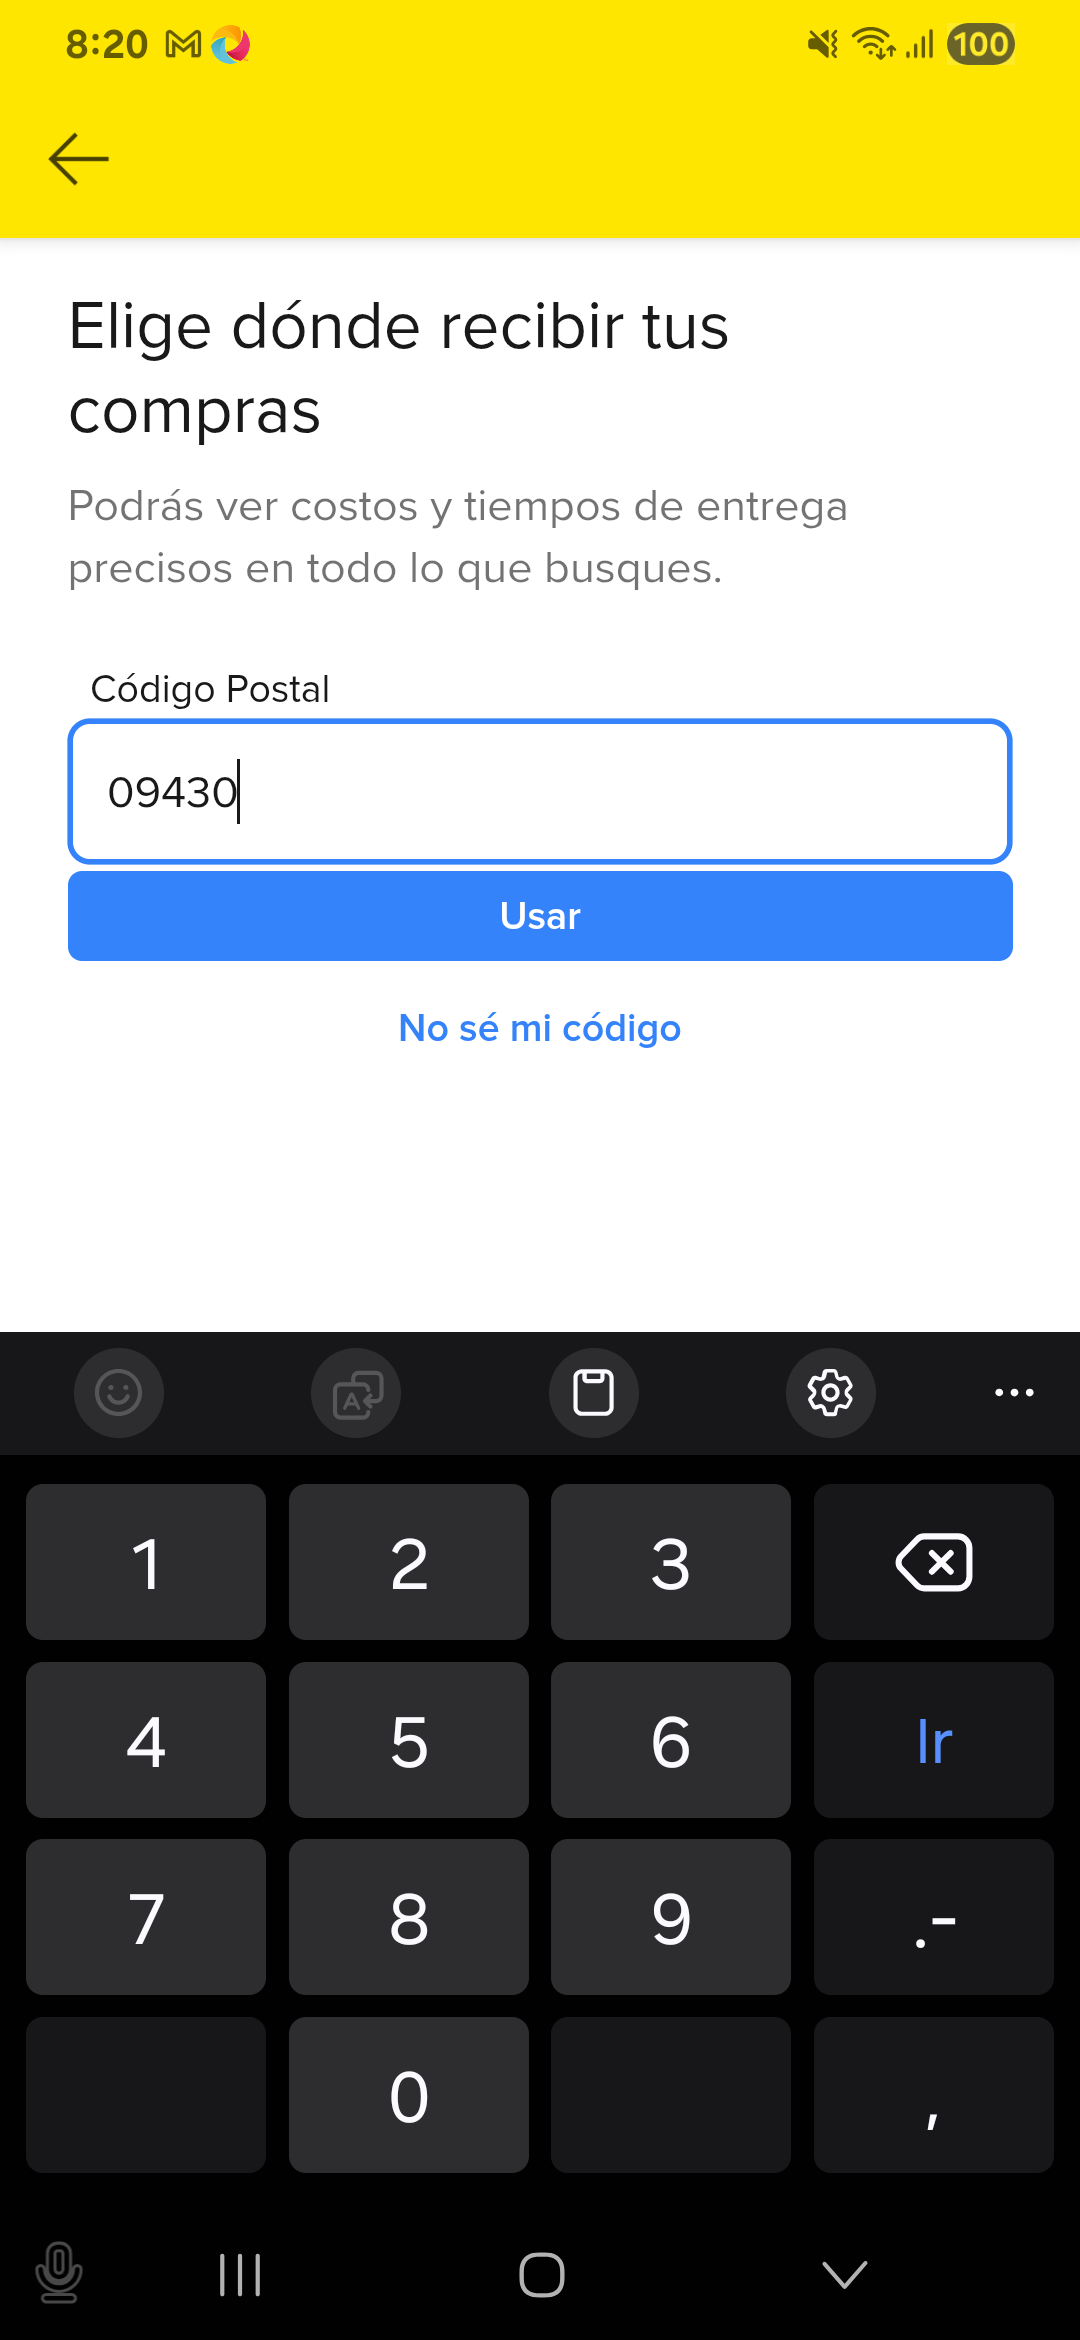 8:20
100
Elige dónde recibir tus
compras
Podrás ver costos y tiempos de entrega
precisos en todo lo que busques.
Código Postal
09430
Usar
No sé mi código
A
1 2 3
4 5 6 Ir
7 8 9 .-
0 ,